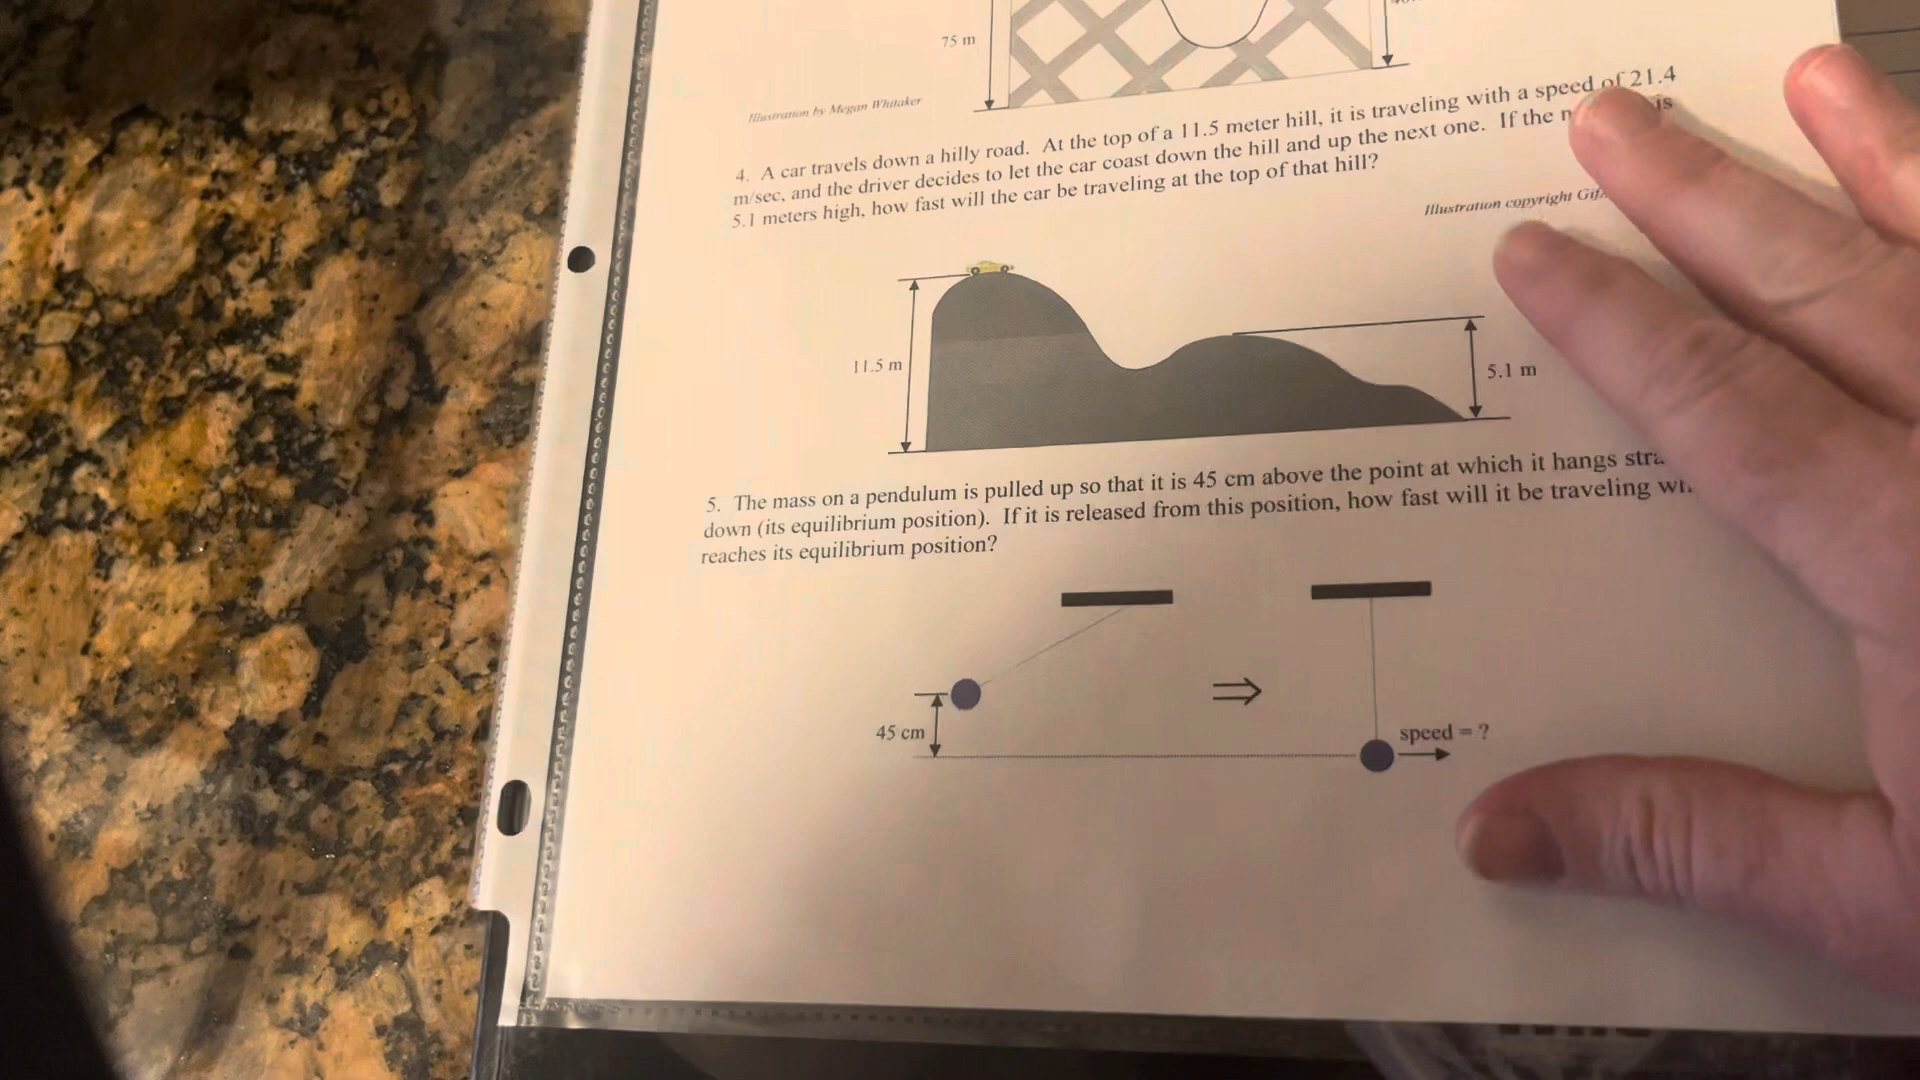 75 m
Illustration by Megan Whitaker
4. A car travels down a hilly road. At the top of a 11.5 meter hill, it is traveling with a speed of 21.4
m/sec, and the driver decides to let the car coast down the hill and up the next one. If the is
5.1 meters high, how fast will the car be traveling at the top of that hill?
Illustration copyright
11.5 m
5.1 m
5. The mass on a pendulum is pulled up so that it is 45 cm above the point at which it hangs
down (its equilibrium position). If it is released from this position, how fast will it be traveling
reaches its equilibrium position?
45 cm
speed = ?